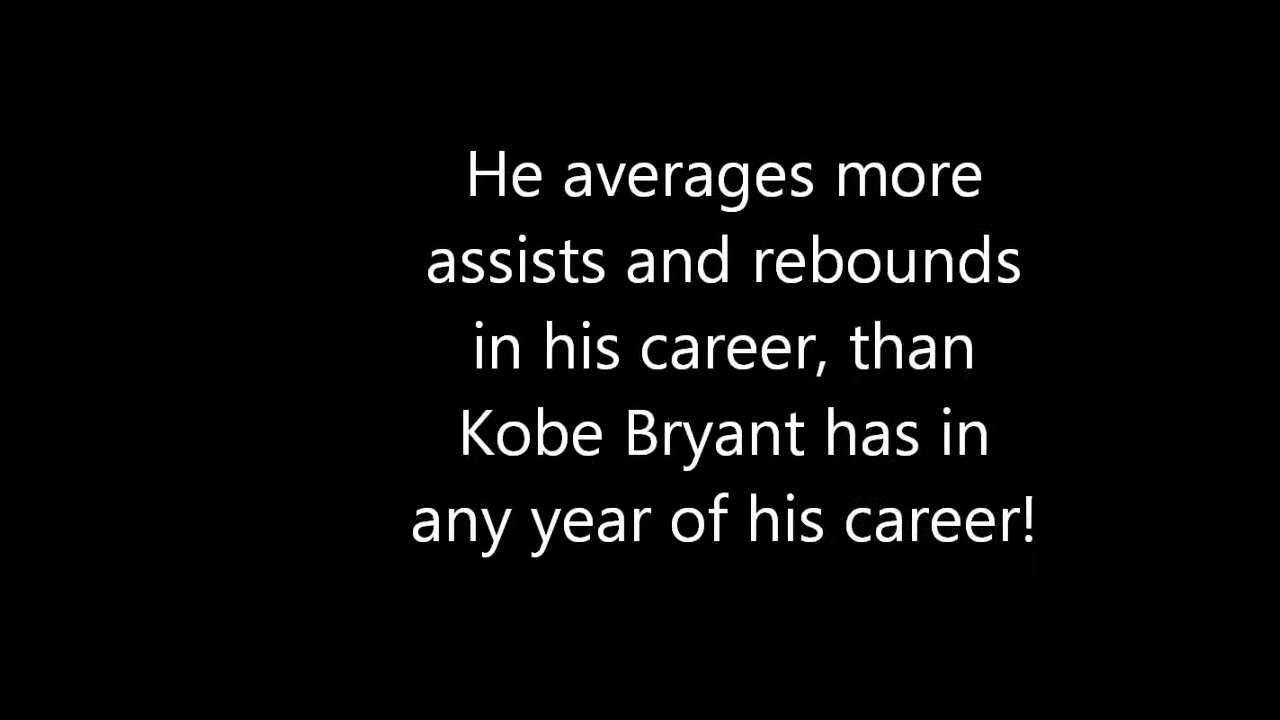 He averages more
assists and rebounds
in his career, than
Kobe Bryant has in
any year of his career!